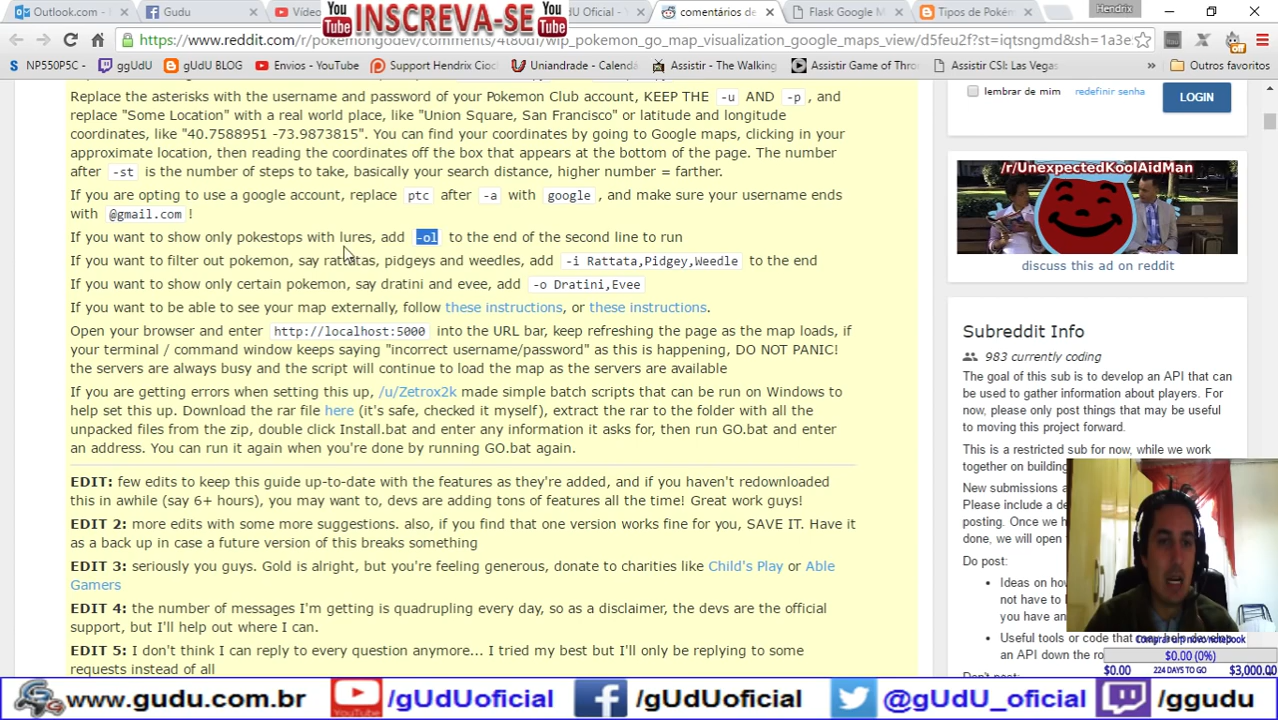 Outlook.com -
Gudu
Vídeo
YouTube INSCREVA-SE YouTube
dU Oficial - Y
comentários de
Flask Google M
Tipos de Pokém
Hendrix
https://www.reddit.com/r/pokemongodev/comments/4t80df/wip_pokemon_go_map_visualization_google_maps_view/d5feu2f?st=iqtsngmd&sh=1a3e
off
NP550P5C -
ggUdU
gUdU BLOG
Envios - YouTube
Support Hendrix Cioc
Uniandrade - Calendá
Assistir - The Walking
Assistir Game of Thro
Assistir CSI: Las Vegas
»
Outros favoritos
Replace the asterisks with the username and password of your Pokemon Club account, KEEP THE -u AND -p , and
replace "Some Location" with a real world place, like "Union Square, San Francisco" or latitude and longitude
coordinates, like "40.7588951 -73.9873815". You can find your coordinates by going to Google maps, clicking in your
approximate location, then reading the coordinates off the box that appears at the bottom of the page. The number
after -st is the number of steps to take, basically your search distance, higher number = farther.
If you are opting to use a google account, replace ptc after -a with google , and make sure your username ends
with @gmail.com !
If you want to show only pokestops with lures, add -ol to the end of the second line to run
If you want to filter out pokemon, say rattatas, pidgeys and weedles, add -i Rattata,Pidgey,Weedle to the end
If you want to show only certain pokemon, say dratini and evee, add -o Dratini,Evee
If you want to be able to see your map externally, follow these instructions, or these instructions.
Open your browser and enter http://localhost:5000 into the URL bar, keep refreshing the page as the map loads, if
your terminal / command window keeps saying "incorrect username/password" as this is happening, DO NOT PANIC!
the servers are always busy and the script will continue to load the map as the servers are available
If you are getting errors when setting this up, /u/Zetrox2k made simple batch scripts that can be run on Windows to
help set this up. Download the rar file here (it's safe, checked it myself), extract the rar to the folder with all the
unpacked files from the zip, double click Install.bat and enter any information it asks for, then run GO.bat and enter
an address. You can run it again when you're done by running GO.bat again.
EDIT: few edits to keep this guide up-to-date with the features as they're added, and if you haven't redownloaded
this in awhile (say 6+ hours), you may want to, devs are adding tons of features all the time! Great work guys!
EDIT 2: more edits with some more suggestions. also, if you find that one version works fine for you, SAVE IT. Have it
as a back up in case a future version of this breaks something
EDIT 3: seriously you guys. Gold is alright, but you're feeling generous, donate to charities like Child's Play or Able
Gamers
EDIT 4: the number of messages I'm getting is quadrupling every day, so as a disclaimer, the devs are the official
support, but I'll help out where I can.
EDIT 5: I don't think I can reply to every question anymore... I tried my best but I'll only be replying to some
requests instead of all
lembrar de mim
redefinir senha
LOGIN
/r/UnexpectedKoolAidMan
discuss this ad on reddit
Subreddit Info
983 currently coding
The goal of this sub is to develop an API that can
be used to gather information about players. For
now, please only post things that may be useful
to moving this project forward.
This is a restricted sub for now, while we work
together on building
New submissions a
Please include a de
posting. Once we h
done, we will open
Do post:
Ideas on how
not have to b
you have an
Useful tools or code that may help develop
an API down the ro
Don't post:
Comprar um novo notebook
$0.00 (0%)
$0.00
224 DAYS TO GO
$3,000.00
www.gudu.com.br
YouTube
/gUdUoficial
/gUdUoficial
@gUdU_oficial
/ggudu